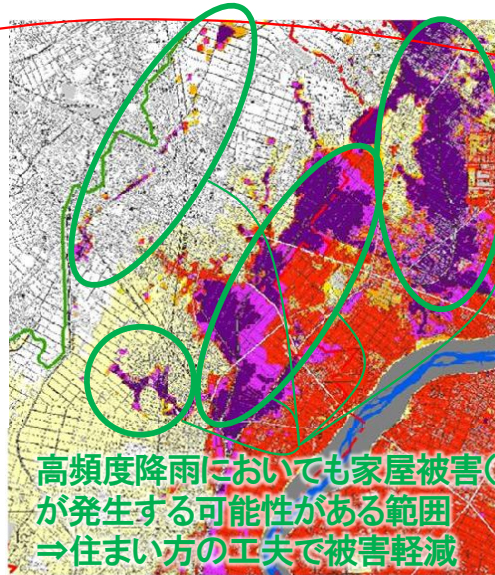 高頻度降雨においても家屋被害(
が発生する可能性がある範囲
⇒住まい方の工夫で被害軽減